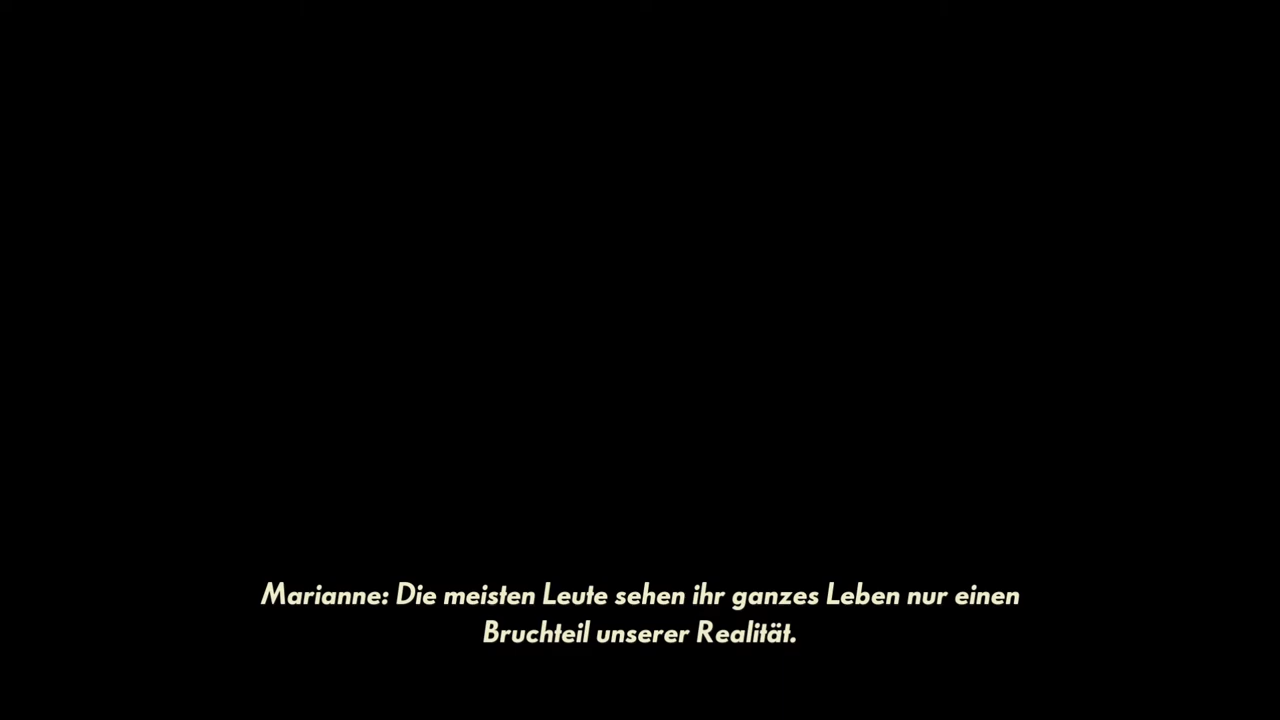 Marianne: Die meisten Leute sehen ihr ganzes Leben nur einen
Bruchteil unserer Realität.